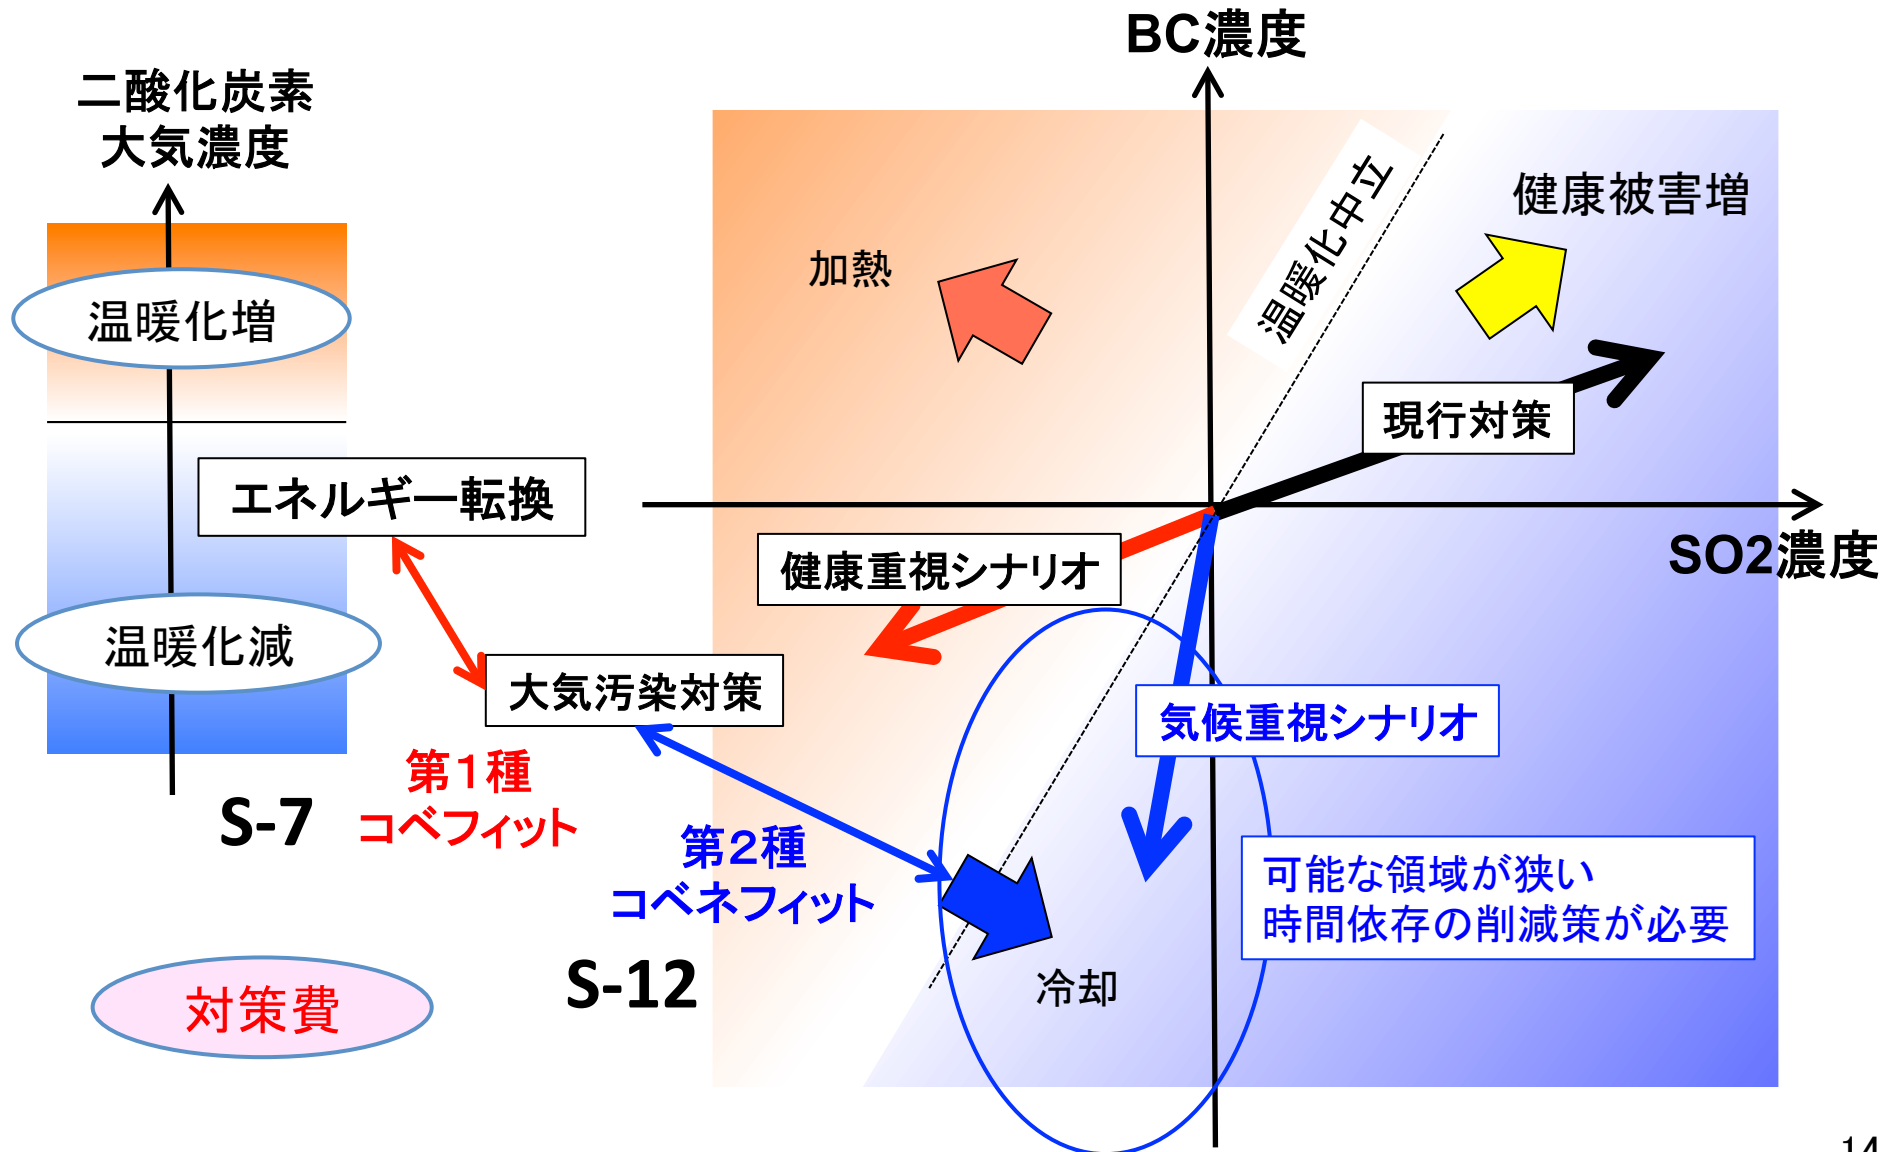 二酸化炭素
大気濃度
温暖化増
エネルギー転換
温暖化減
大気汚染対策
第１種
コベフィット
S-7
第２種
コベネフィット
S-12
対策費
BC濃度
加熱
温暖化中立
健康被害増
現行対策
SO2濃度
健康重視シナリオ
気候重視シナリオ
可能な領域が狭い
時間依存の削減策が必要
冷却
14